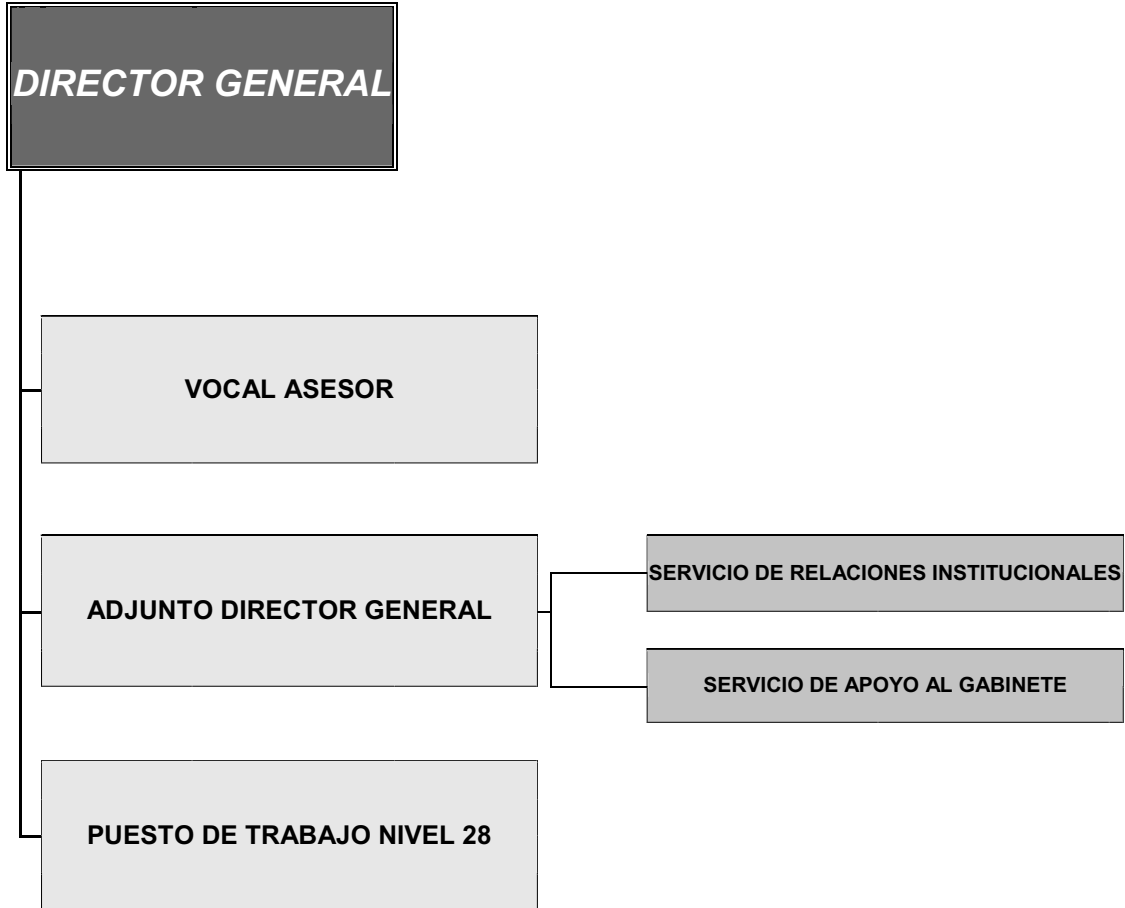 DIRECTOR GENERAL
VOCAL ASESOR
ADJUNTO DIRECTOR GENERAL
SERVICIO DE RELACIONES INSTITUCIONALES
SERVICIO DE APOYO AL GABINETE
PUESTO DE TRABAJO NIVEL 28